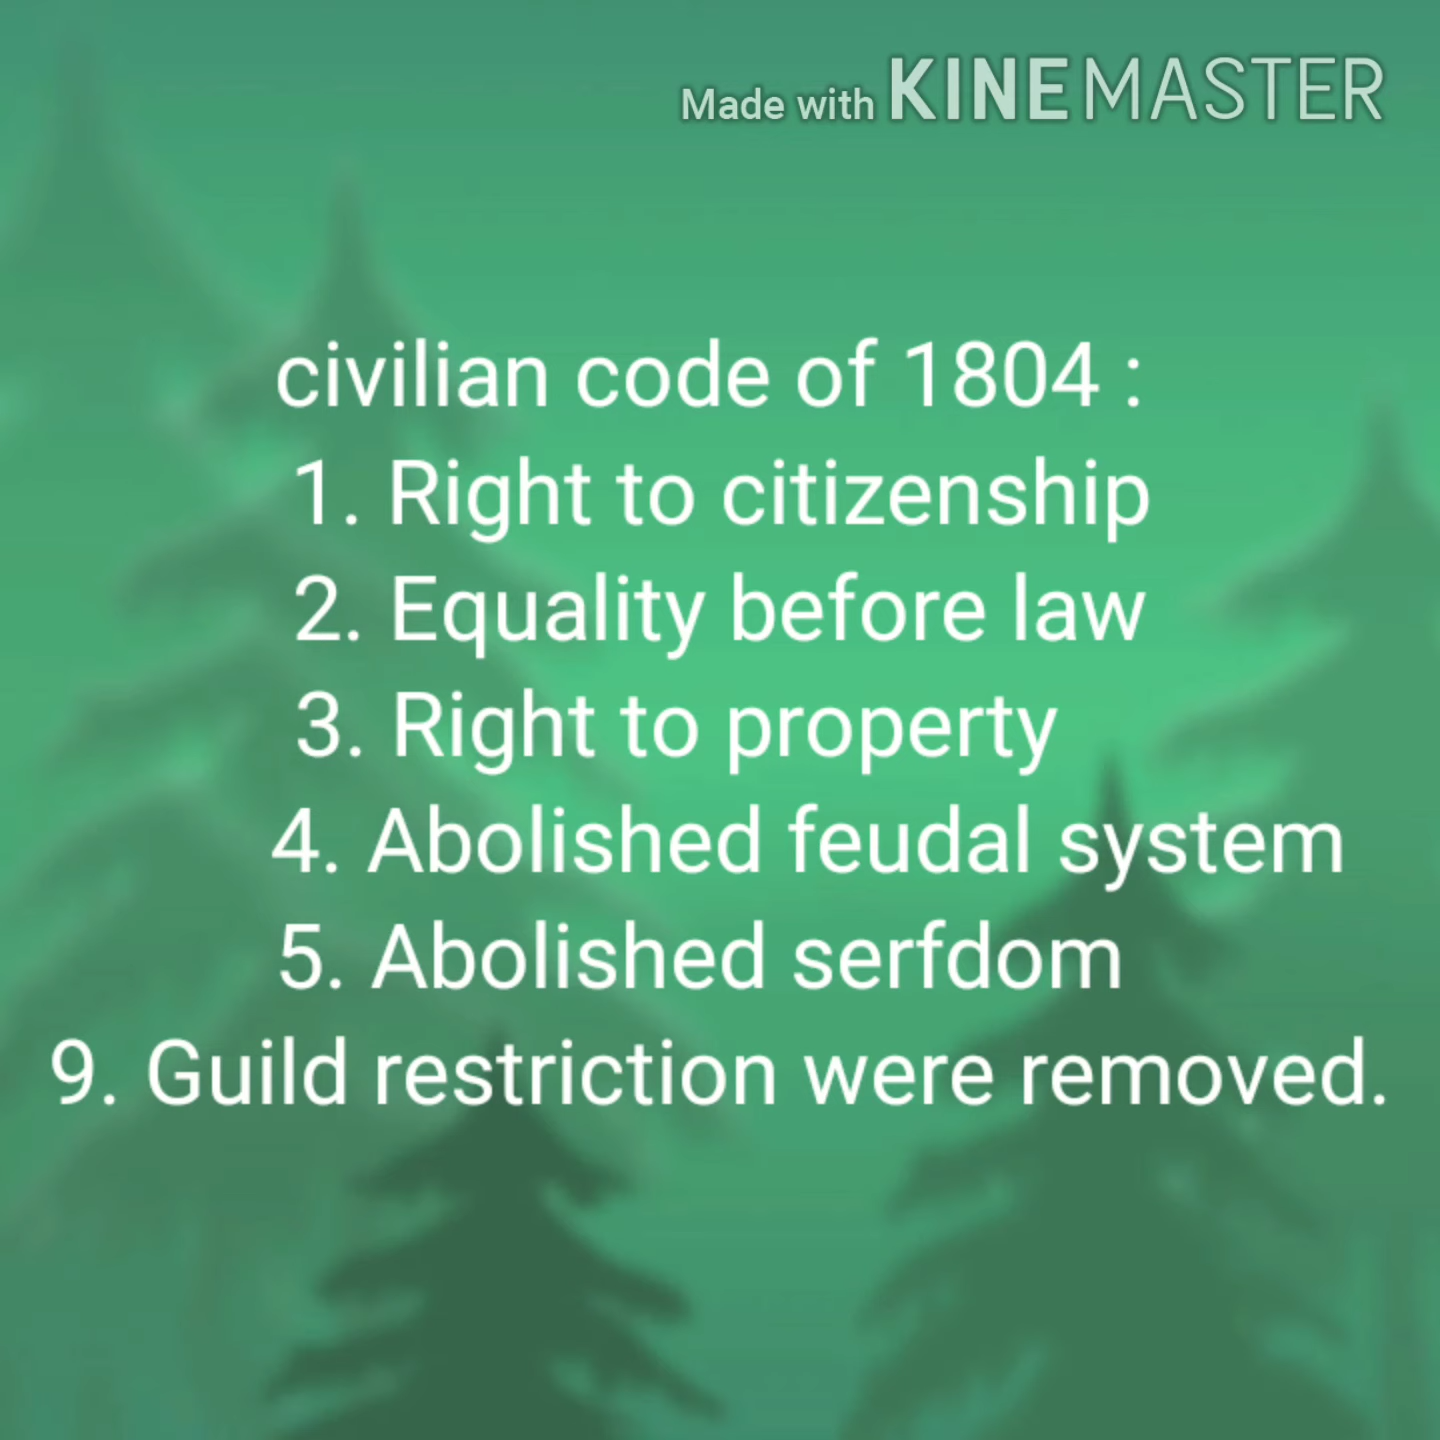 Made with KINEMASTER
civilian code of 1804 :
1. Right to citizenship
2. Equality before law
3. Right to property
4. Abolished feudal system
5. Abolished serfdom
9. Guild restriction were removed.